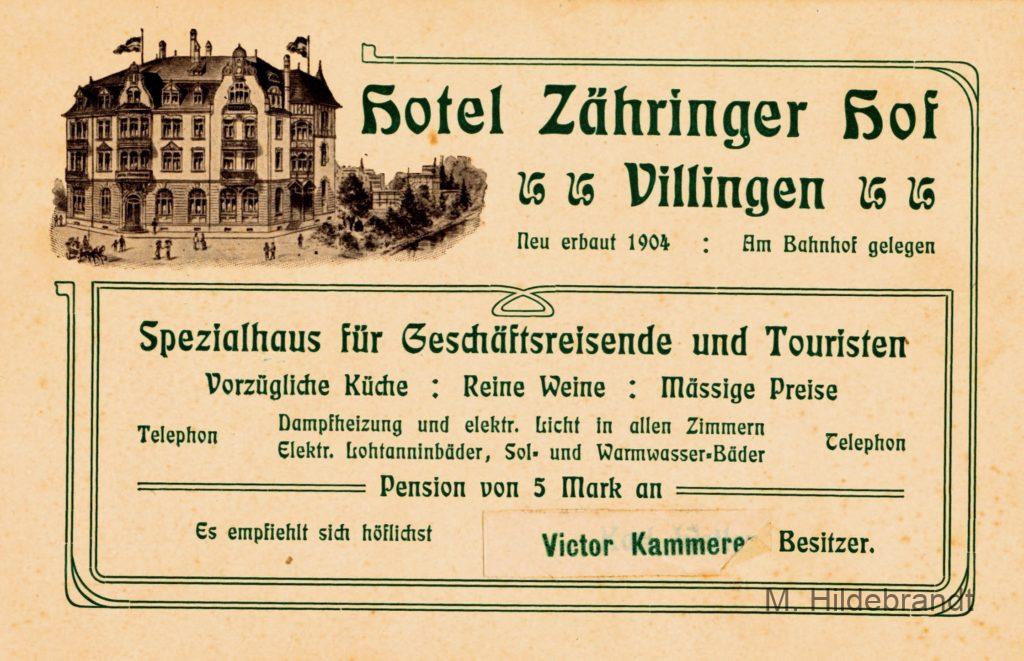 Hotel Zähringer Hof
Villingen
Neu erbaut 1904 : Am Bahnhof gelegen
Spezialhaus für Geschäftsreisende und Touristen
Vorzügliche Küche : Reine Weine : Mässige Preise
Telephon
Dampfheizung und elektr. Licht in allen Zimmern
Elektr. Lohtanninbäder, Sol- und Warmwasser-Bäder
Telephon
Pension von 5 Mark an
Es empfiehlt sich höflichst Victor Kammerer Besitzer.
M. Hildebrandt